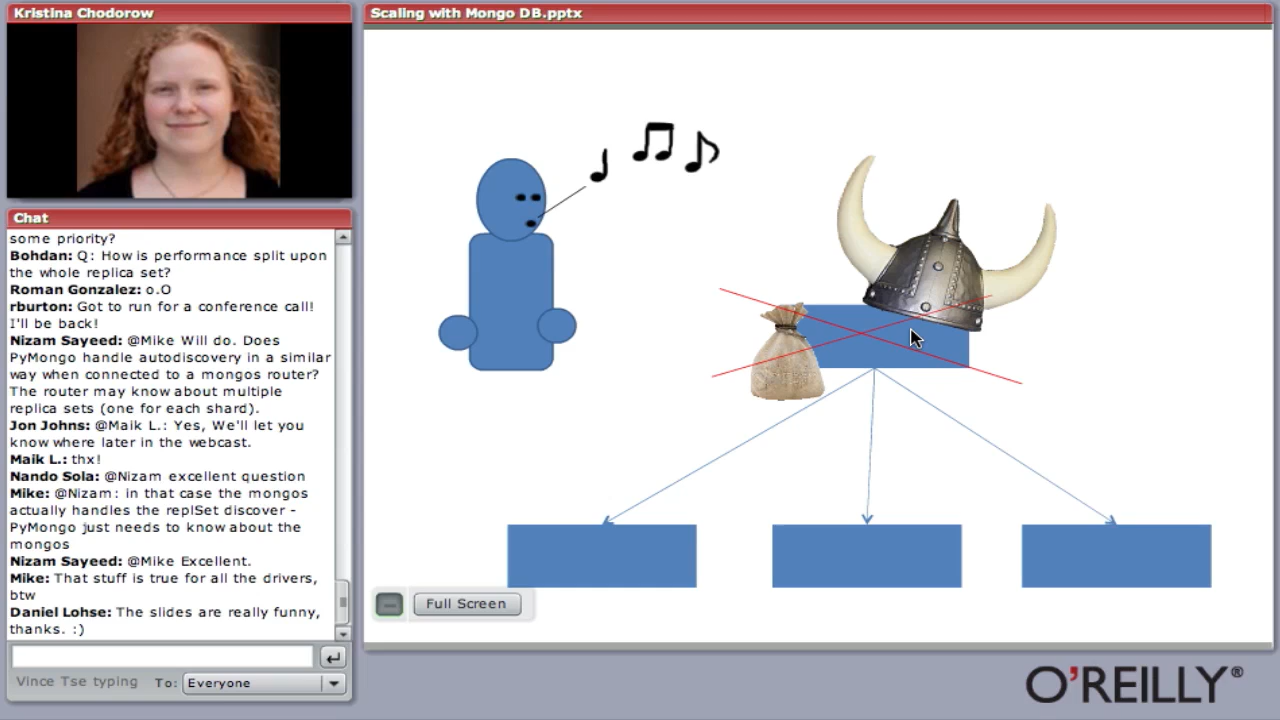 Kristina Chodorow
Scaling with Mongo DB.pptx
Chat
some priority?
Bohdan: Q: How is performance split upon
the whole replica set?
Roman Gonzalez: o.O
rburton: Got to run for a conference call!
I'll be back!
Nizam Sayeed: @Mike Will do. Does
PyMongo handle autodiscovery in a similar
way when connected to a mongos router?
The router may know about multiple
replica sets (one for each shard).
Jon Johns: @Maik L.: Yes, We'll let you
know where later in the webcast.
Maik L.: thx!
Nando Sola: @Nizam excellent question
Mike: @Nizam: in that case the mongos
actually handles the replSet discover -
PyMongo just needs to know about the
mongos
Nizam Sayeed: @Mike Excellent.
Mike: That stuff is true for all the drivers,
btw
Daniel Lohse: The slides are really funny,
thanks. :)
Vince Tse typing To: Everyone
Full Screen
O'REILLY®